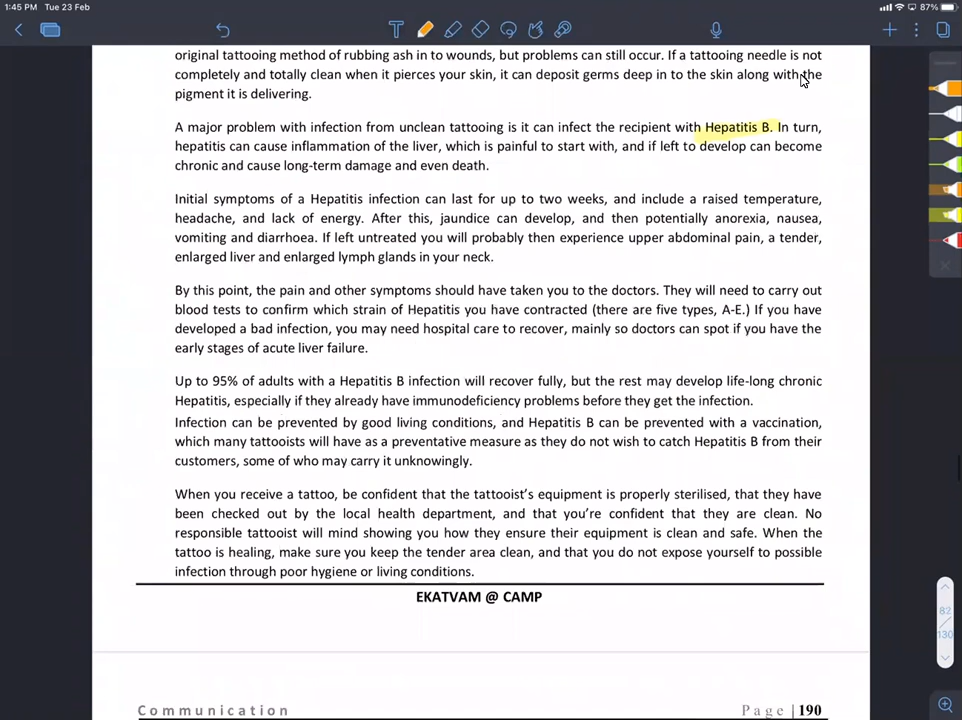 1:45 PM Tue 23 Feb
87%
original tattooing method of rubbing ash in to wounds, but problems can still occur. If a tattooing needle is not
completely and totally clean when it pierces your skin, it can deposit germs deep in to the skin along with the
pigment it is delivering.
A major problem with infection from unclean tattooing is it can infect the recipient with Hepatitis B. In turn,
hepatitis can cause inflammation of the liver, which is painful to start with, and if left to develop can become
chronic and cause long-term damage and even death.
Initial symptoms of a Hepatitis infection can last for up to two weeks, and include a raised temperature,
headache, and lack of energy. After this, jaundice can develop, and then potentially anorexia, nausea,
vomiting and diarrhoea. If left untreated you will probably then experience upper abdominal pain, a tender,
enlarged liver and enlarged lymph glands in your neck.
By this point, the pain and other symptoms should have taken you to the doctors. They will need to carry out
blood tests to confirm which strain of Hepatitis you have contracted (there are five types, A-E.) If you have
developed a bad infection, you may need hospital care to recover, mainly so doctors can spot if you have the
early stages of acute liver failure.
Up to 95% of adults with a Hepatitis B infection will recover fully, but the rest may develop life-long chronic
Hepatitis, especially if they already have immunodeficiency problems before they get the infection.
Infection can be prevented by good living conditions, and Hepatitis B can be prevented with a vaccination,
which many tattooists will have as a preventative measure as they do not wish to catch Hepatitis B from their
customers, some of who may carry it unknowingly.
When you receive a tattoo, be confident that the tattooist's equipment is properly sterilised, that they have
been checked out by the local health department, and that you're confident that they are clean. No
responsible tattooist will mind showing you how they ensure their equipment is clean and safe. When the
tattoo is healing, make sure you keep the tender area clean, and that you do not expose yourself to possible
infection through poor hygiene or living conditions.
EKATVAM @ CAMP
82
130
Communication
Page | 190